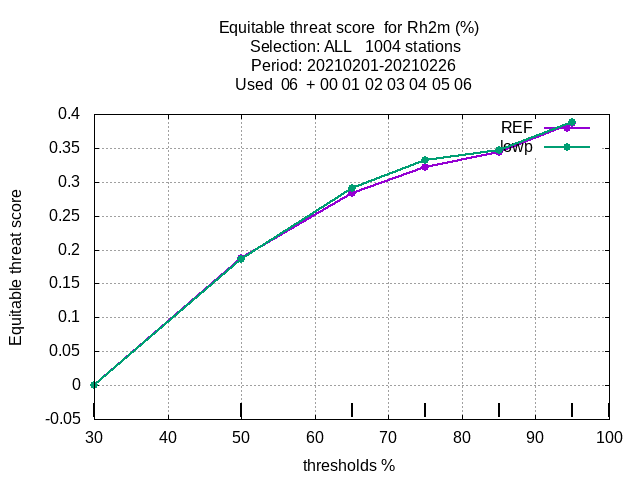 Equitable threat score for Rh2m (%)
Selection: ALL 1004 stations
Period: 20210201-20210226
Used 06 + 00 01 02 03 04 05 06
REF
lowp
0.4
0.35
0.3
0.25
0.2
0.15
0.1
0.05
0
-0.05
Equitable threat score
30 40 50 60 70 80 90 100
thresholds %